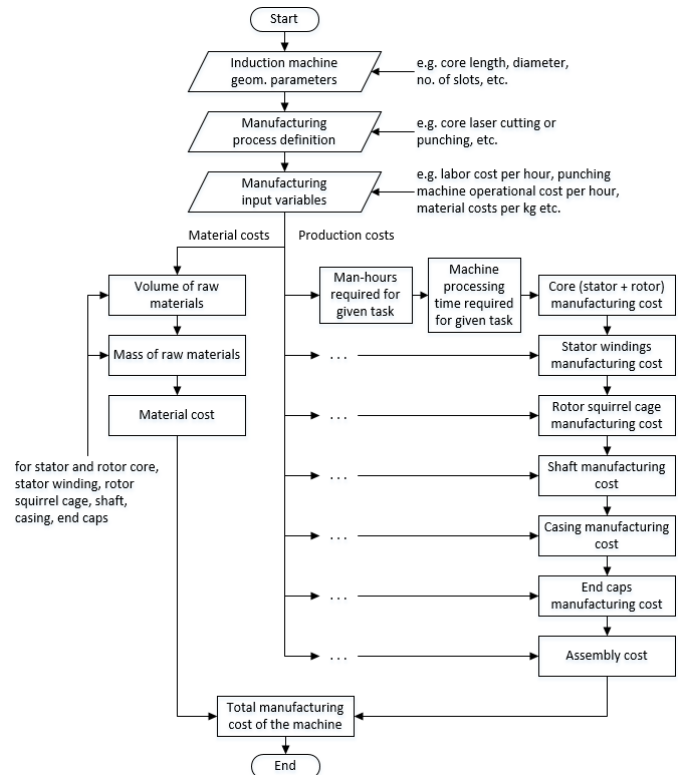 Start
Induction machine
geom. parameters
e.g. core length, diameter,
no. of slots, etc.
Manufacturing
process definition
e.g. core laser cutting or
punching, etc.
Manufacturing
input variables
e.g. labor cost per hour, punching
machine operational cost per hour,
material costs per kg etc.
Material costs
Production costs
Volume of raw
materials
Man-hours
required for
given task
Machine
processing
time required
for given task
Core (stator + rotor)
manufacturing cost
Mass of raw materials
...
Stator windings
manufacturing cost
Material cost
...
Rotor squirrel cage
manufacturing cost
for stator and rotor core,
stator winding, rotor
squirrel cage, shaft,
casing, end caps
...
Shaft manufacturing
cost
...
Casing manufacturing
cost
...
End caps
manufacturing cost
...
Assembly cost
Total manufacturing
cost of the machine
End